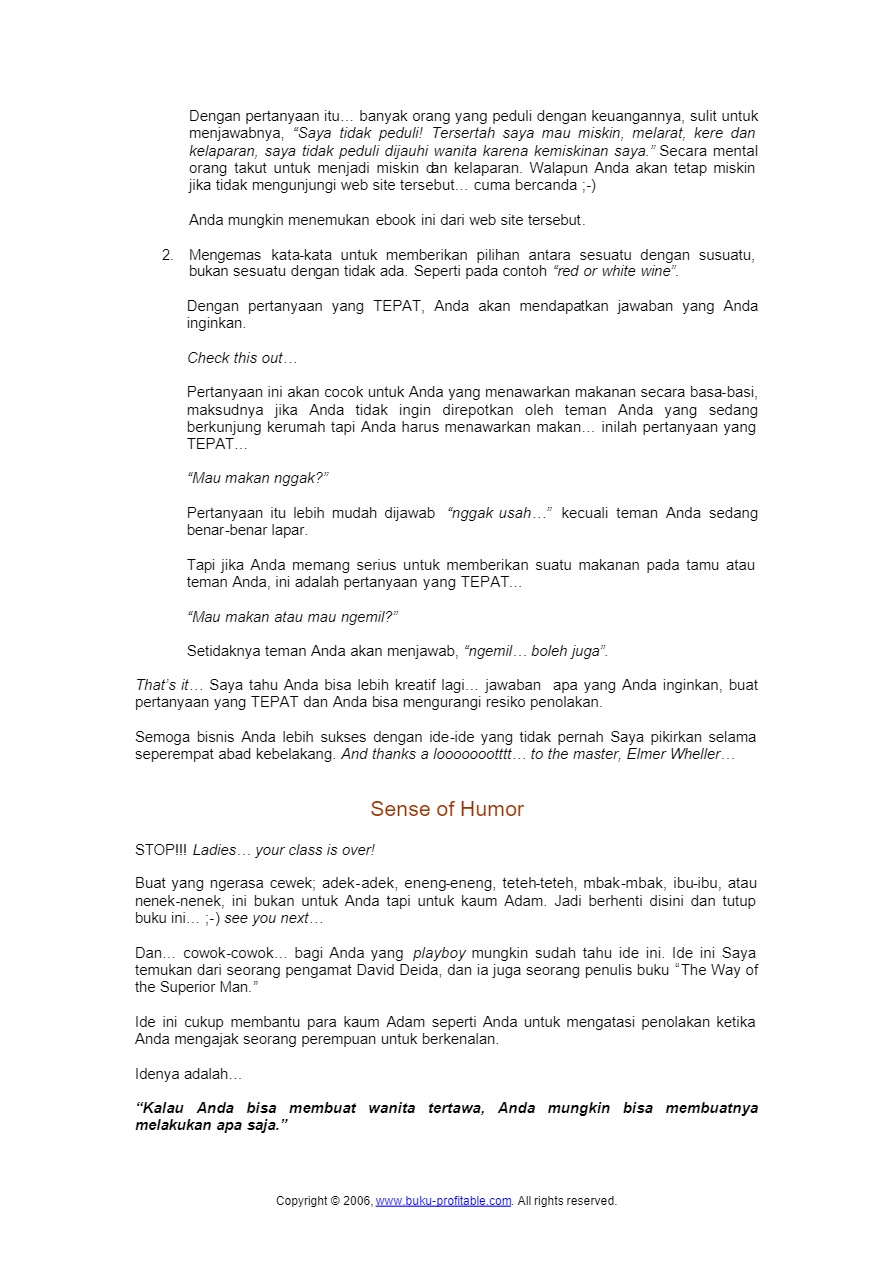 Dengan pertanyaan itu… banyak orang yang peduli dengan keuangannya, sulit untuk
menjawabnya, “Saya tidak peduli! Tersertah saya mau miskin, melarat, kere dan
kelaparan, saya tidak peduli dijauhi wanita karena kemiskinan saya.” Secara mental
orang takut untuk menjadi miskin dan kelaparan. Walapun Anda akan tetap miskin
jika tidak mengunjungi web site tersebut… cuma bercanda ;-)
Anda mungkin menemukan ebook ini dari web site tersebut.
2. Mengemas kata-kata untuk memberikan pilihan antara sesuatu dengan susuatu,
bukan sesuatu dengan tidak ada. Seperti pada contoh “red or white wine”.
Dengan pertanyaan yang TEPAT, Anda akan mendapatkan jawaban yang Anda
inginkan.
Check this out…
Pertanyaan ini akan cocok untuk Anda yang menawarkan makanan secara basa-basi,
maksudnya jika Anda tidak ingin direpotkan oleh teman Anda yang sedang
berkunjung kerumah tapi Anda harus menawarkan makan… inilah pertanyaan yang
TEPAT…
“Mau makan nggak?”
Pertanyaan itu lebih mudah dijawab “nggak usah…” kecuali teman Anda sedang
benar-benar lapar.
Tapi jika Anda memang serius untuk memberikan suatu makanan pada tamu atau
teman Anda, ini adalah pertanyaan yang TEPAT…
“Mau makan atau mau ngemil?”
Setidaknya teman Anda akan menjawab, “ngemil… boleh juga”.
That’s it… Saya tahu Anda bisa lebih kreatif lagi… jawaban apa yang Anda inginkan, buat
pertanyaan yang TEPAT dan Anda bisa mengurangi resiko penolakan.
Semoga bisnis Anda lebih sukses dengan ide-ide yang tidak pernah Saya pikirkan selama
seperempat abad kebelakang. And thanks a loooooootttt… to the master, Elmer Wheller…
Sense of Humor
STOP!!! Ladies… your class is over!
Buat yang ngerasa cewek; adek-adek, eneng-eneng, teteh-teteh, mbak-mbak, ibu-ibu, atau
nenek-nenek, ini bukan untuk Anda tapi untuk kaum Adam. Jadi berhenti disini dan tutup
buku ini… ;-) see you next…
Dan… cowok-cowok… bagi Anda yang playboy mungkin sudah tahu ide ini. Ide ini Saya
temukan dari seorang pengamat David Deida, dan ia juga seorang penulis buku “The Way of
the Superior Man.”
Ide ini cukup membantu para kaum Adam seperti Anda untuk mengatasi penolakan ketika
Anda mengajak seorang perempuan untuk berkenalan.
Idenya adalah…
“Kalau Anda bisa membuat wanita tertawa, Anda mungkin bisa membuatnya
melakukan apa saja.”
Copyright © 2006, www.buku-profitable.com. All rights reserved.